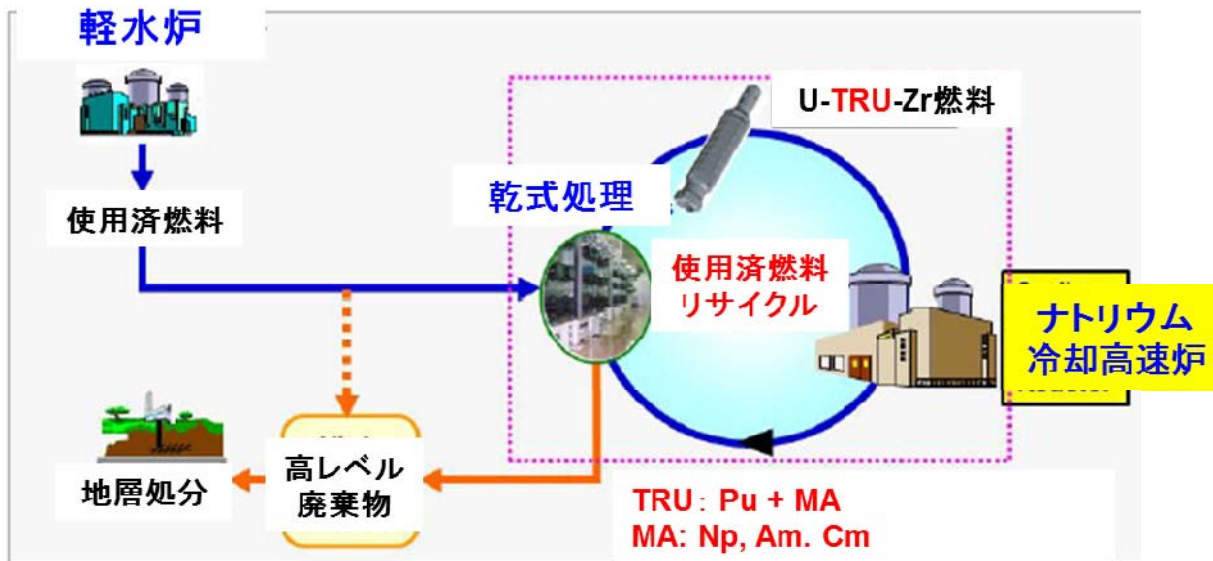 軽水炉
U-TRU-Zr燃料
乾式処理
使用済燃料
使用済燃料
リサイクル
ナトリウム
冷却高速炉
高レベル
廃棄物
地層処分
TRU: Pu + MA
MA: Np, Am. Cm